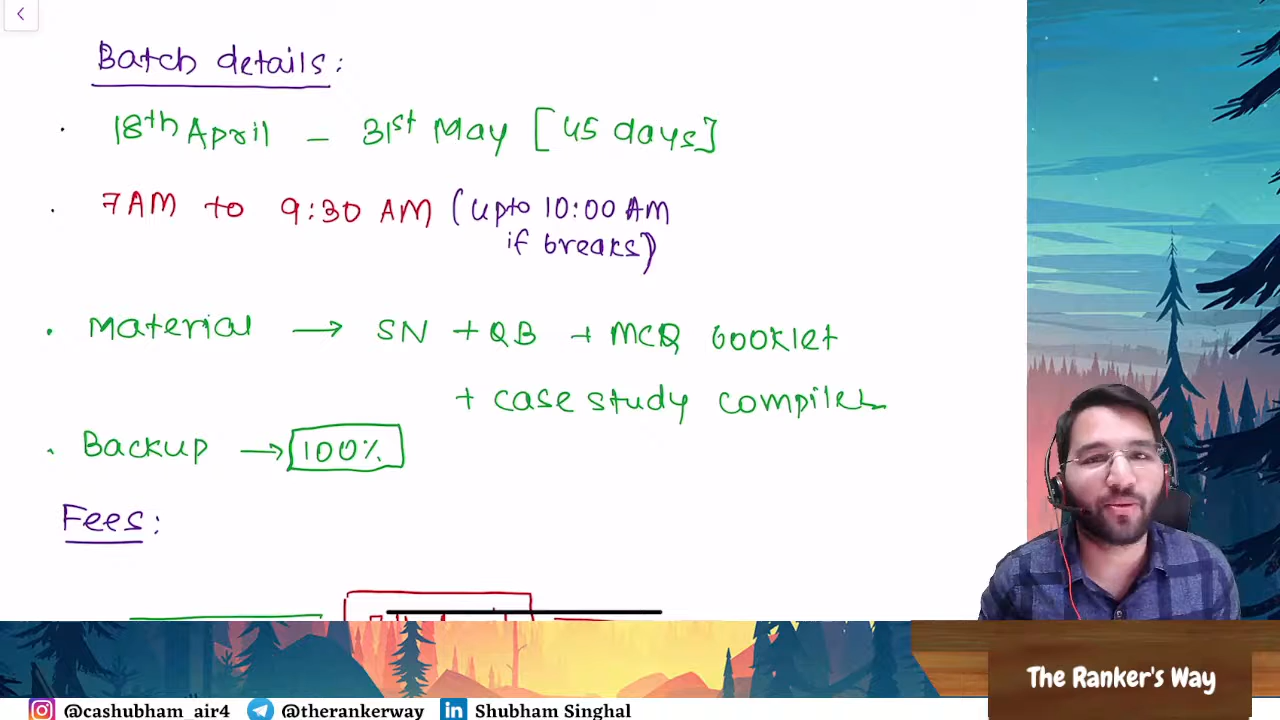 Batch details:
18th April - 31st May [45 days]
7AM to 9:30 AM (upto 10:00 AM
if breaks)
Material → SN + QB + MCQ booklet
+ case study compiler
Backup → 100%
Fees:
The Ranker's Way
@cashubham_air4 @therankerway Shubham Singhal